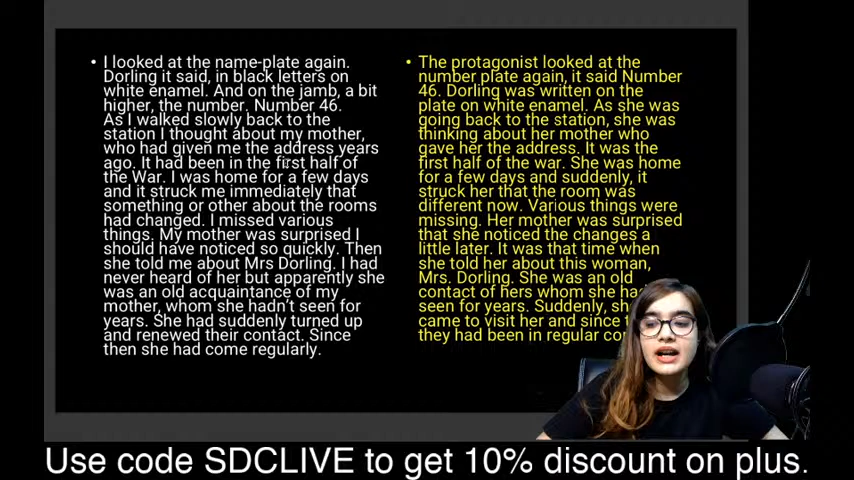 • I looked at the name-plate again.
Dorling it said, in black letters on
white enamel. And on the jamb, a bit
higher, the number. Number 46.
As I walked slowly back to the
station I thought about my mother,
who had given me the address years
ago. It had been in the first half of
the War. I was home for a few days
and it struck me immediately that
something or other about the rooms
had changed. I missed various
things. My mother was surprised I
should have noticed so quickly. Then
she told me about Mrs Dorling. I had
never heard of her but apparently she
was an old acquaintance of my
mother, whom she hadn't seen for
years. She had suddenly turned up
and renewed their contact. Since
then she had come regularly.
• The protagonist looked at the
number plate again, it said Number
46. Dorling was written on the
plate on white enamel. As she was
going back to the station, she was
thinking about her mother who
gave her the address. It was the
first half of the war. She was home
for a few days and suddenly, it
struck her that the room was
different now. Various things were
missing. Her mother was surprised
that she noticed the changes a
little later. It was that time when
she told her about this woman,
Mrs. Dorling. She was an old
contact of hers whom she
seen for years. Suddenly,
came to visit her and since
they had been in regular
Use code SDCLIVE to get 10% discount on plus.